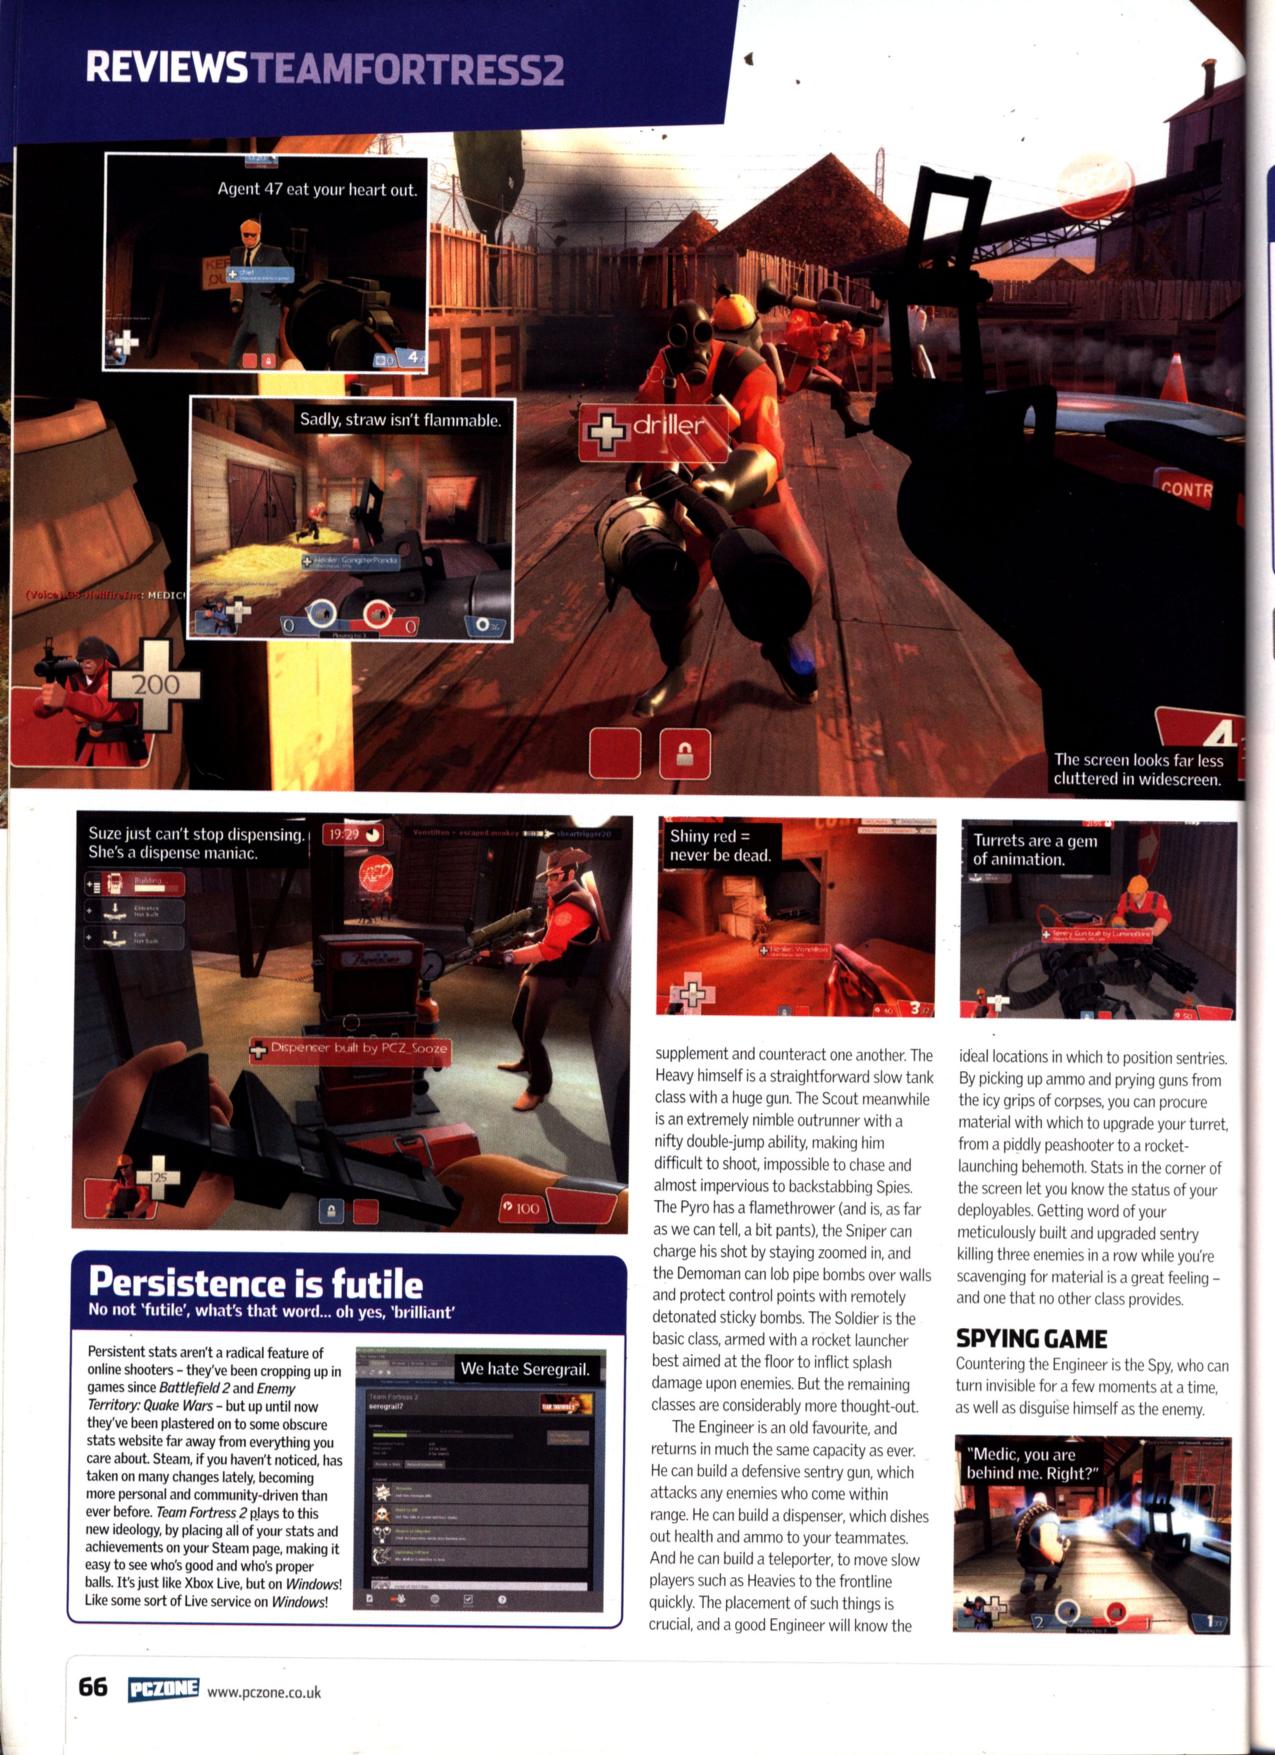 REVIEWSTEAMFORTRESS2
Agent 47 eat your heart out.
chief
4
Sadly, straw isn't flammable.
Healer: GangsterPanda
0
0
driller
CONTR
MEDIC!
200
4
The screen looks far less
cluttered in widescreen.
Suze just can't stop dispensing.
She's a dispense maniac.
19:29
Building
Entrance
Not built
Exit
Not built
RED
Dispenser built by PCZ_Sooze
125
100
Shiny red =
never be dead.
3
Turrets are a gem
of animation.
Persistence is futile
No not 'futile', what's that word... oh yes, 'brilliant'
Persistent stats aren't a radical feature of
online shooters – they've been cropping up in
games since Battlefield 2 and Enemy
Territory: Quake Wars – but up until now
they've been plastered on to some obscure
stats website far away from everything you
care about. Steam, if you haven't noticed, has
taken on many changes lately, becoming
more personal and community-driven than
ever before. Team Fortress 2 plays to this
new ideology, by placing all of your stats and
achievements on your Steam page, making it
easy to see who's good and who's proper
balls. It's just like Xbox Live, but on Windows!
Like some sort of Live service on Windows!
We hate Seregrail.
Team Fortress 2
supplement and counteract one another. The
Heavy himself is a straightforward slow tank
class with a huge gun. The Scout meanwhile
is an extremely nimble outrunner with a
nifty double-jump ability, making him
difficult to shoot, impossible to chase and
almost impervious to backstabbing Spies.
The Pyro has a flamethrower (and is, as far
as we can tell, a bit pants), the Sniper can
charge his shot by staying zoomed in, and
the Demoman can lob pipe bombs over walls
and protect control points with remotely
detonated sticky bombs. The Soldier is the
basic class, armed with a rocket launcher
best aimed at the floor to inflict splash
damage upon enemies. But the remaining
classes are considerably more thought-out.
The Engineer is an old favourite, and
returns in much the same capacity as ever.
He can build a defensive sentry gun, which
attacks any enemies who come within
range. He can build a dispenser, which dishes
out health and ammo to your teammates.
And he can build a teleporter, to move slow
players such as Heavies to the frontline
quickly. The placement of such things is
crucial, and a good Engineer will know the
ideal locations in which to position sentries.
By picking up ammo and prying guns from
the icy grips of corpses, you can procure
material with which to upgrade your turret,
from a piddly peashooter to a rocket-
launching behemoth. Stats in the corner of
the screen let you know the status of your
deployables. Getting word of your
meticulously built and upgraded sentry
killing three enemies in a row while you're
scavenging for material is a great feeling –
and one that no other class provides.
SPYING GAME
Countering the Engineer is the Spy, who can
turn invisible for a few moments at a time,
as well as disguise himself as the enemy.
"Medic, you are
behind me. Right?"
2
1
1
66 PCZONE www.pczone.co.uk